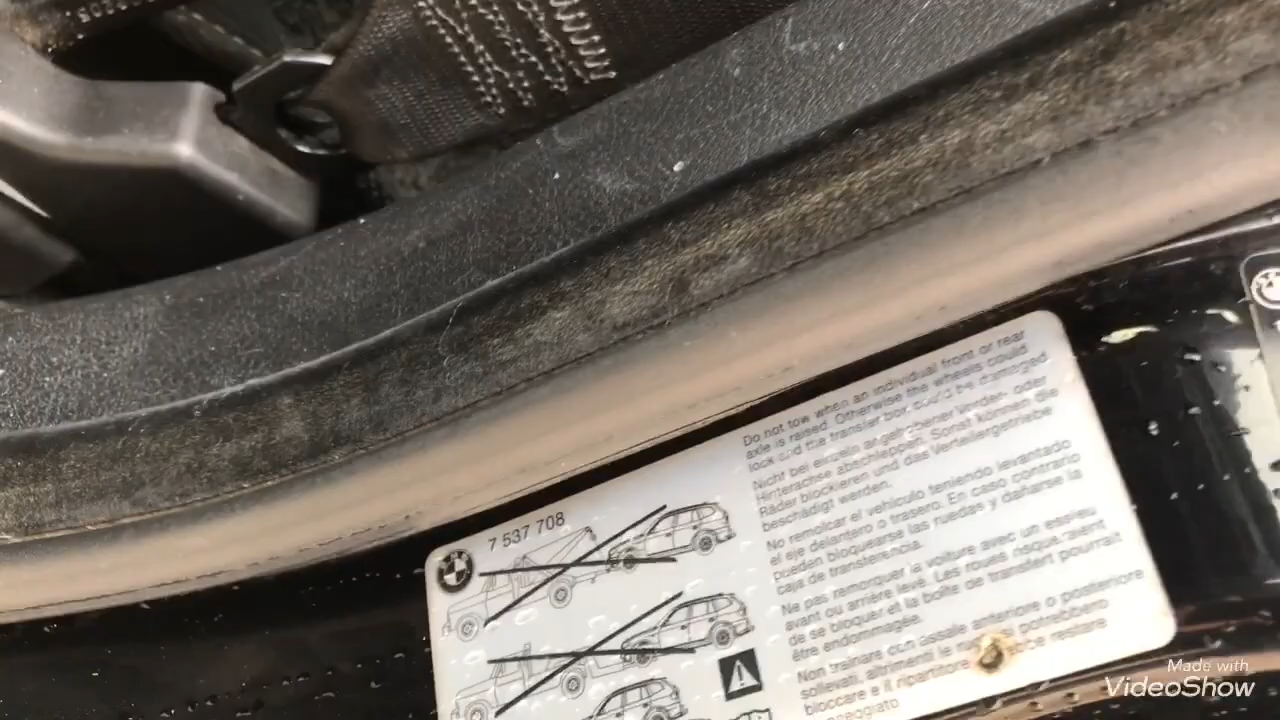 7 537 708
Do not tow when an individual front or rear
axle is raised. Otherwise the wheels could
lock and the transfer box could be damaged
Nicht bei einzeln angehobener Vorder- oder
Hinterachse abschleppen. Sonst können die
Räder blockieren und das Verteilergetriebe
beschädigt werden.
No remolcar el vehículo teniendo levantado
el eje delantero o trasero. En caso contrario
puedan bloquearse las ruedas y dañarse la
caja de transferencia.
Ne pas remorquer la voiture avec un essieu
avant ou arrière levé. Les roues risqueraient
de se bloquer et la boîte de transfert pourrait
être endommagée.
Non trainare con assale anteriore o posteriore
sollevati, altrimenti le potrebbero
bloccare e il ripartitore restare
Made with
VideoShow